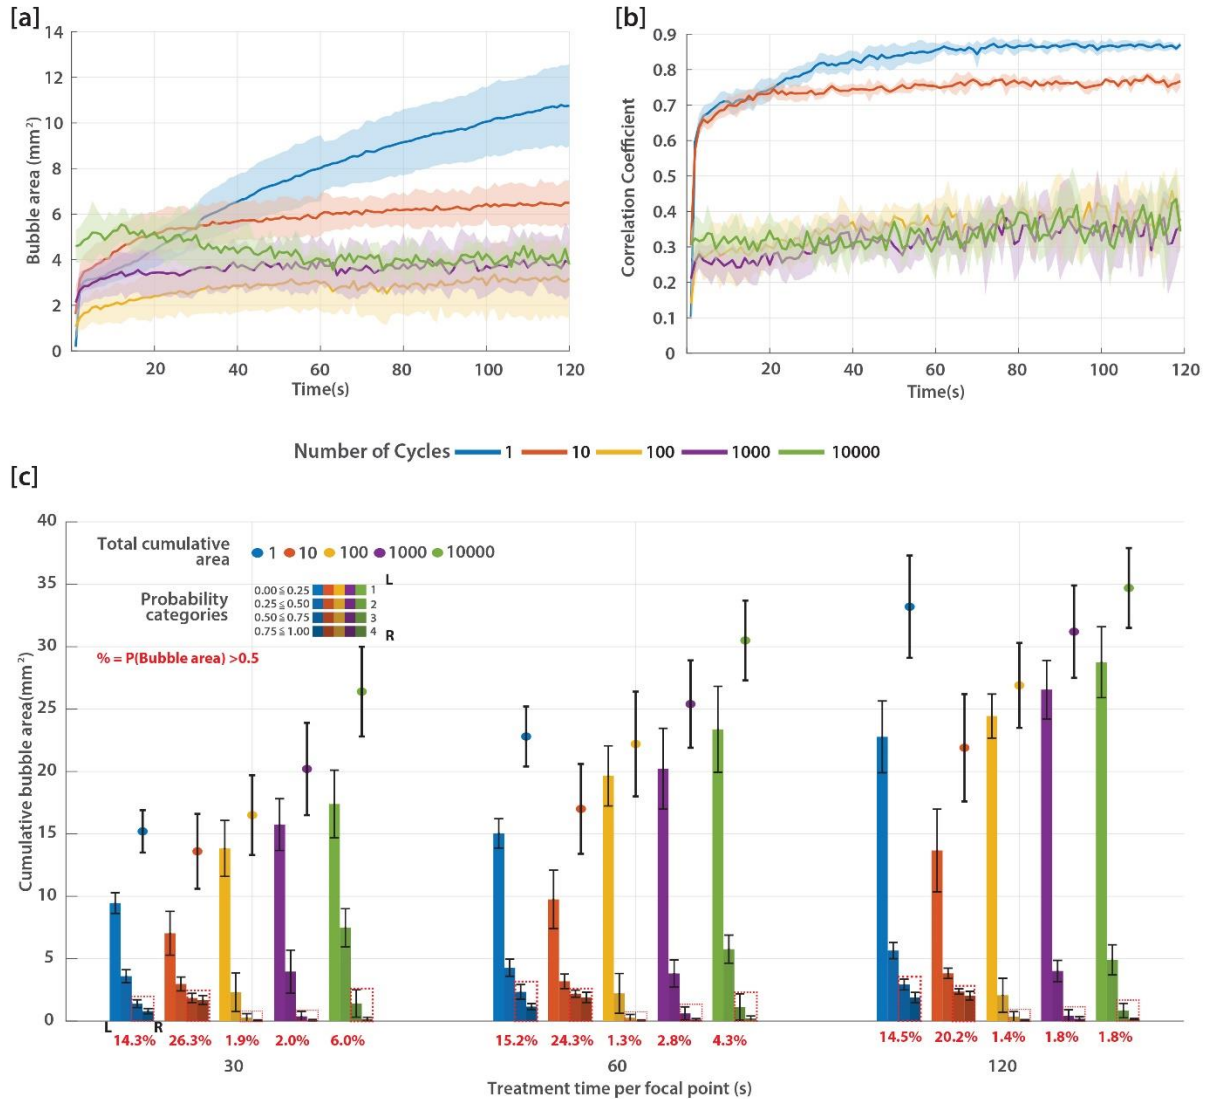 [a]
14
12
10
8
6
4
2
0
20 40 60 80 100 120
Bubble area (mm²)
Time(s)
[b]
0.9
0.8
0.7
0.6
0.5
0.4
0.3
0.2
0.1
0
20 40 60 80 100 120
Correlation Coefficient
Time(s)
Number of Cycles 1 10 100 1000 10000
[c]
40
35
30
25
20
15
10
5
0
Cumulative bubble area(mm²)
Total cumulative
area
1 10 100 1000 10000
L
Probability
categories
0.00≦0.25 1
0.25≦0.50 2
0.50≦0.75 3
0.75≦1.00 4
R
% = P(Bubble area) >0.5
L R
14.3% 26.3% 1.9% 2.0% 6.0% 15.2% 24.3% 1.3% 2.8% 4.3% 14.5% 20.2% 1.4% 1.8% 1.8%
30 60 120
Treatment time per focal point (s)